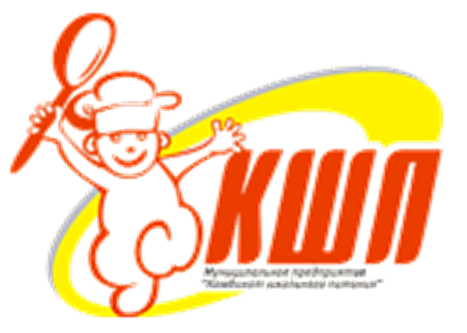 КШП
Муниципальное предприятие
"Комбинат школьного питания"